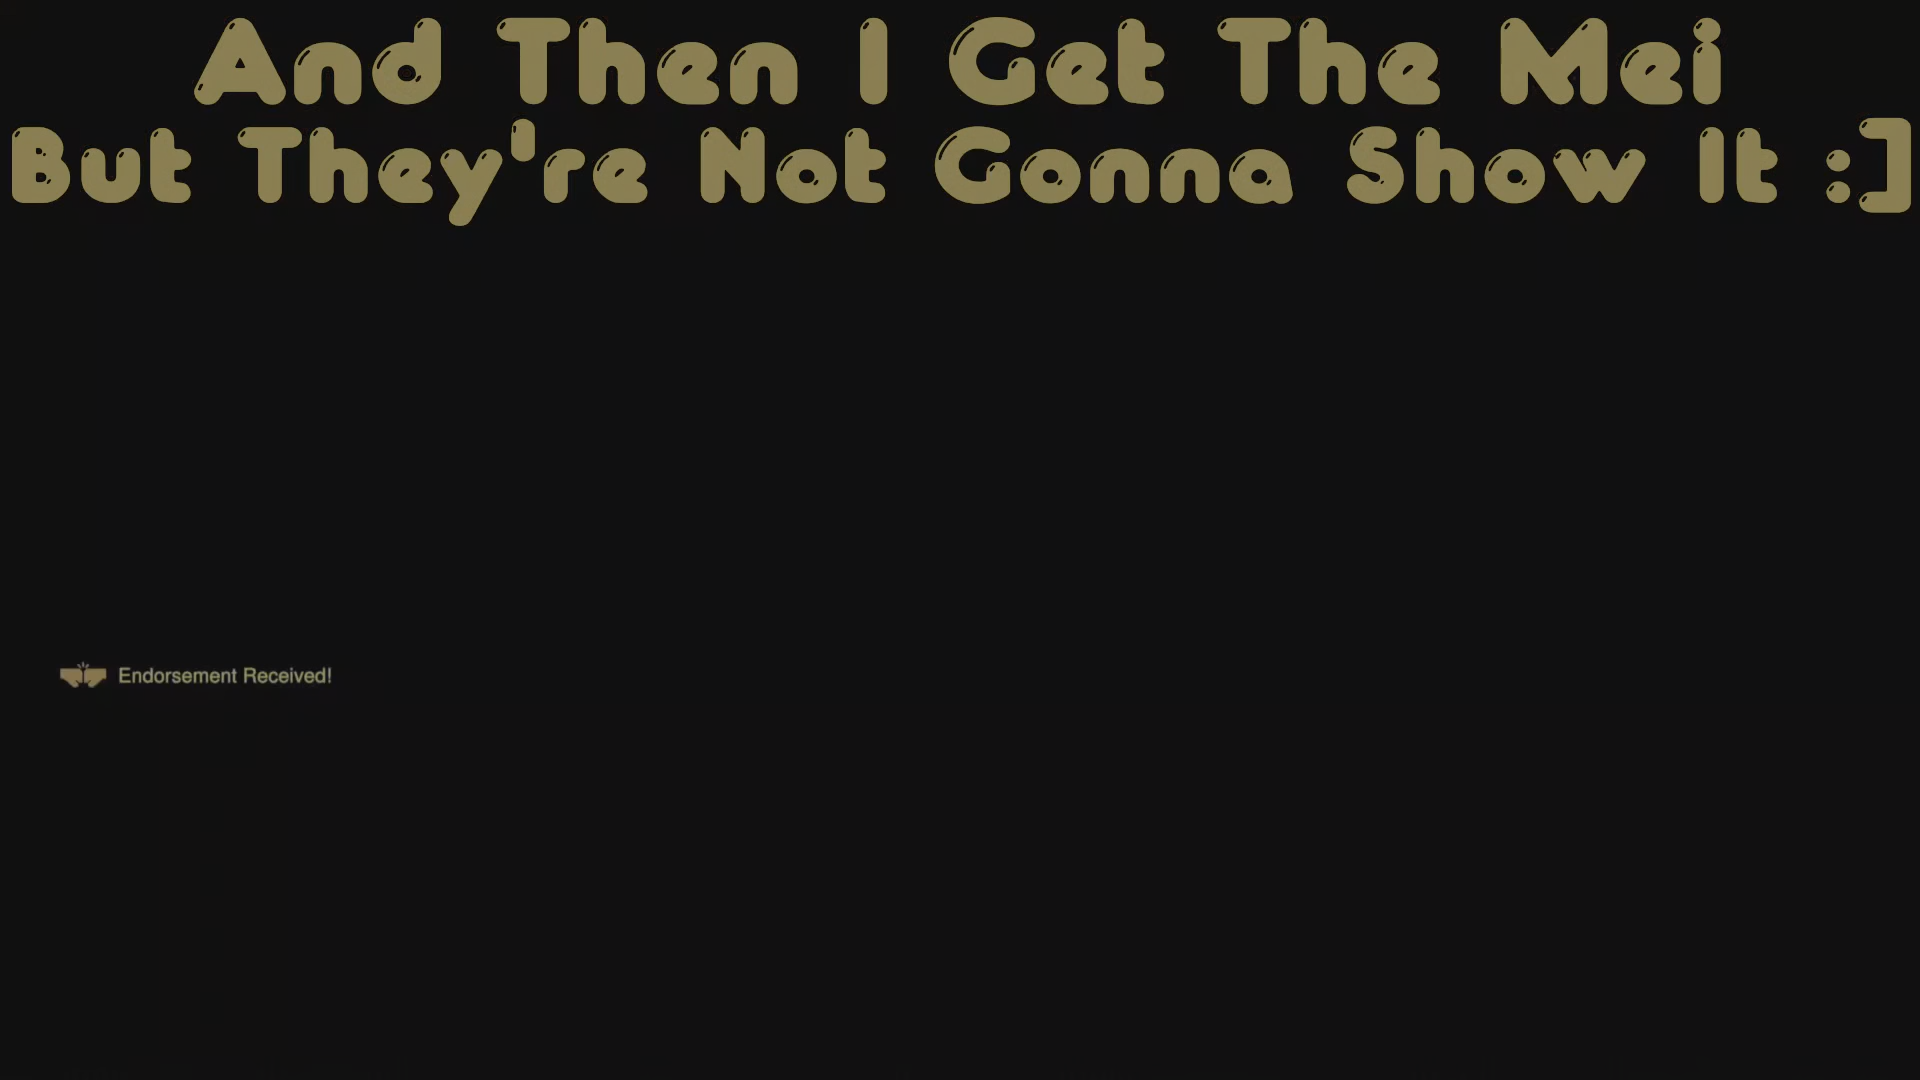 And Then I Get The Mei
But They're Not Gonna Show It :]
Endorsement Received!